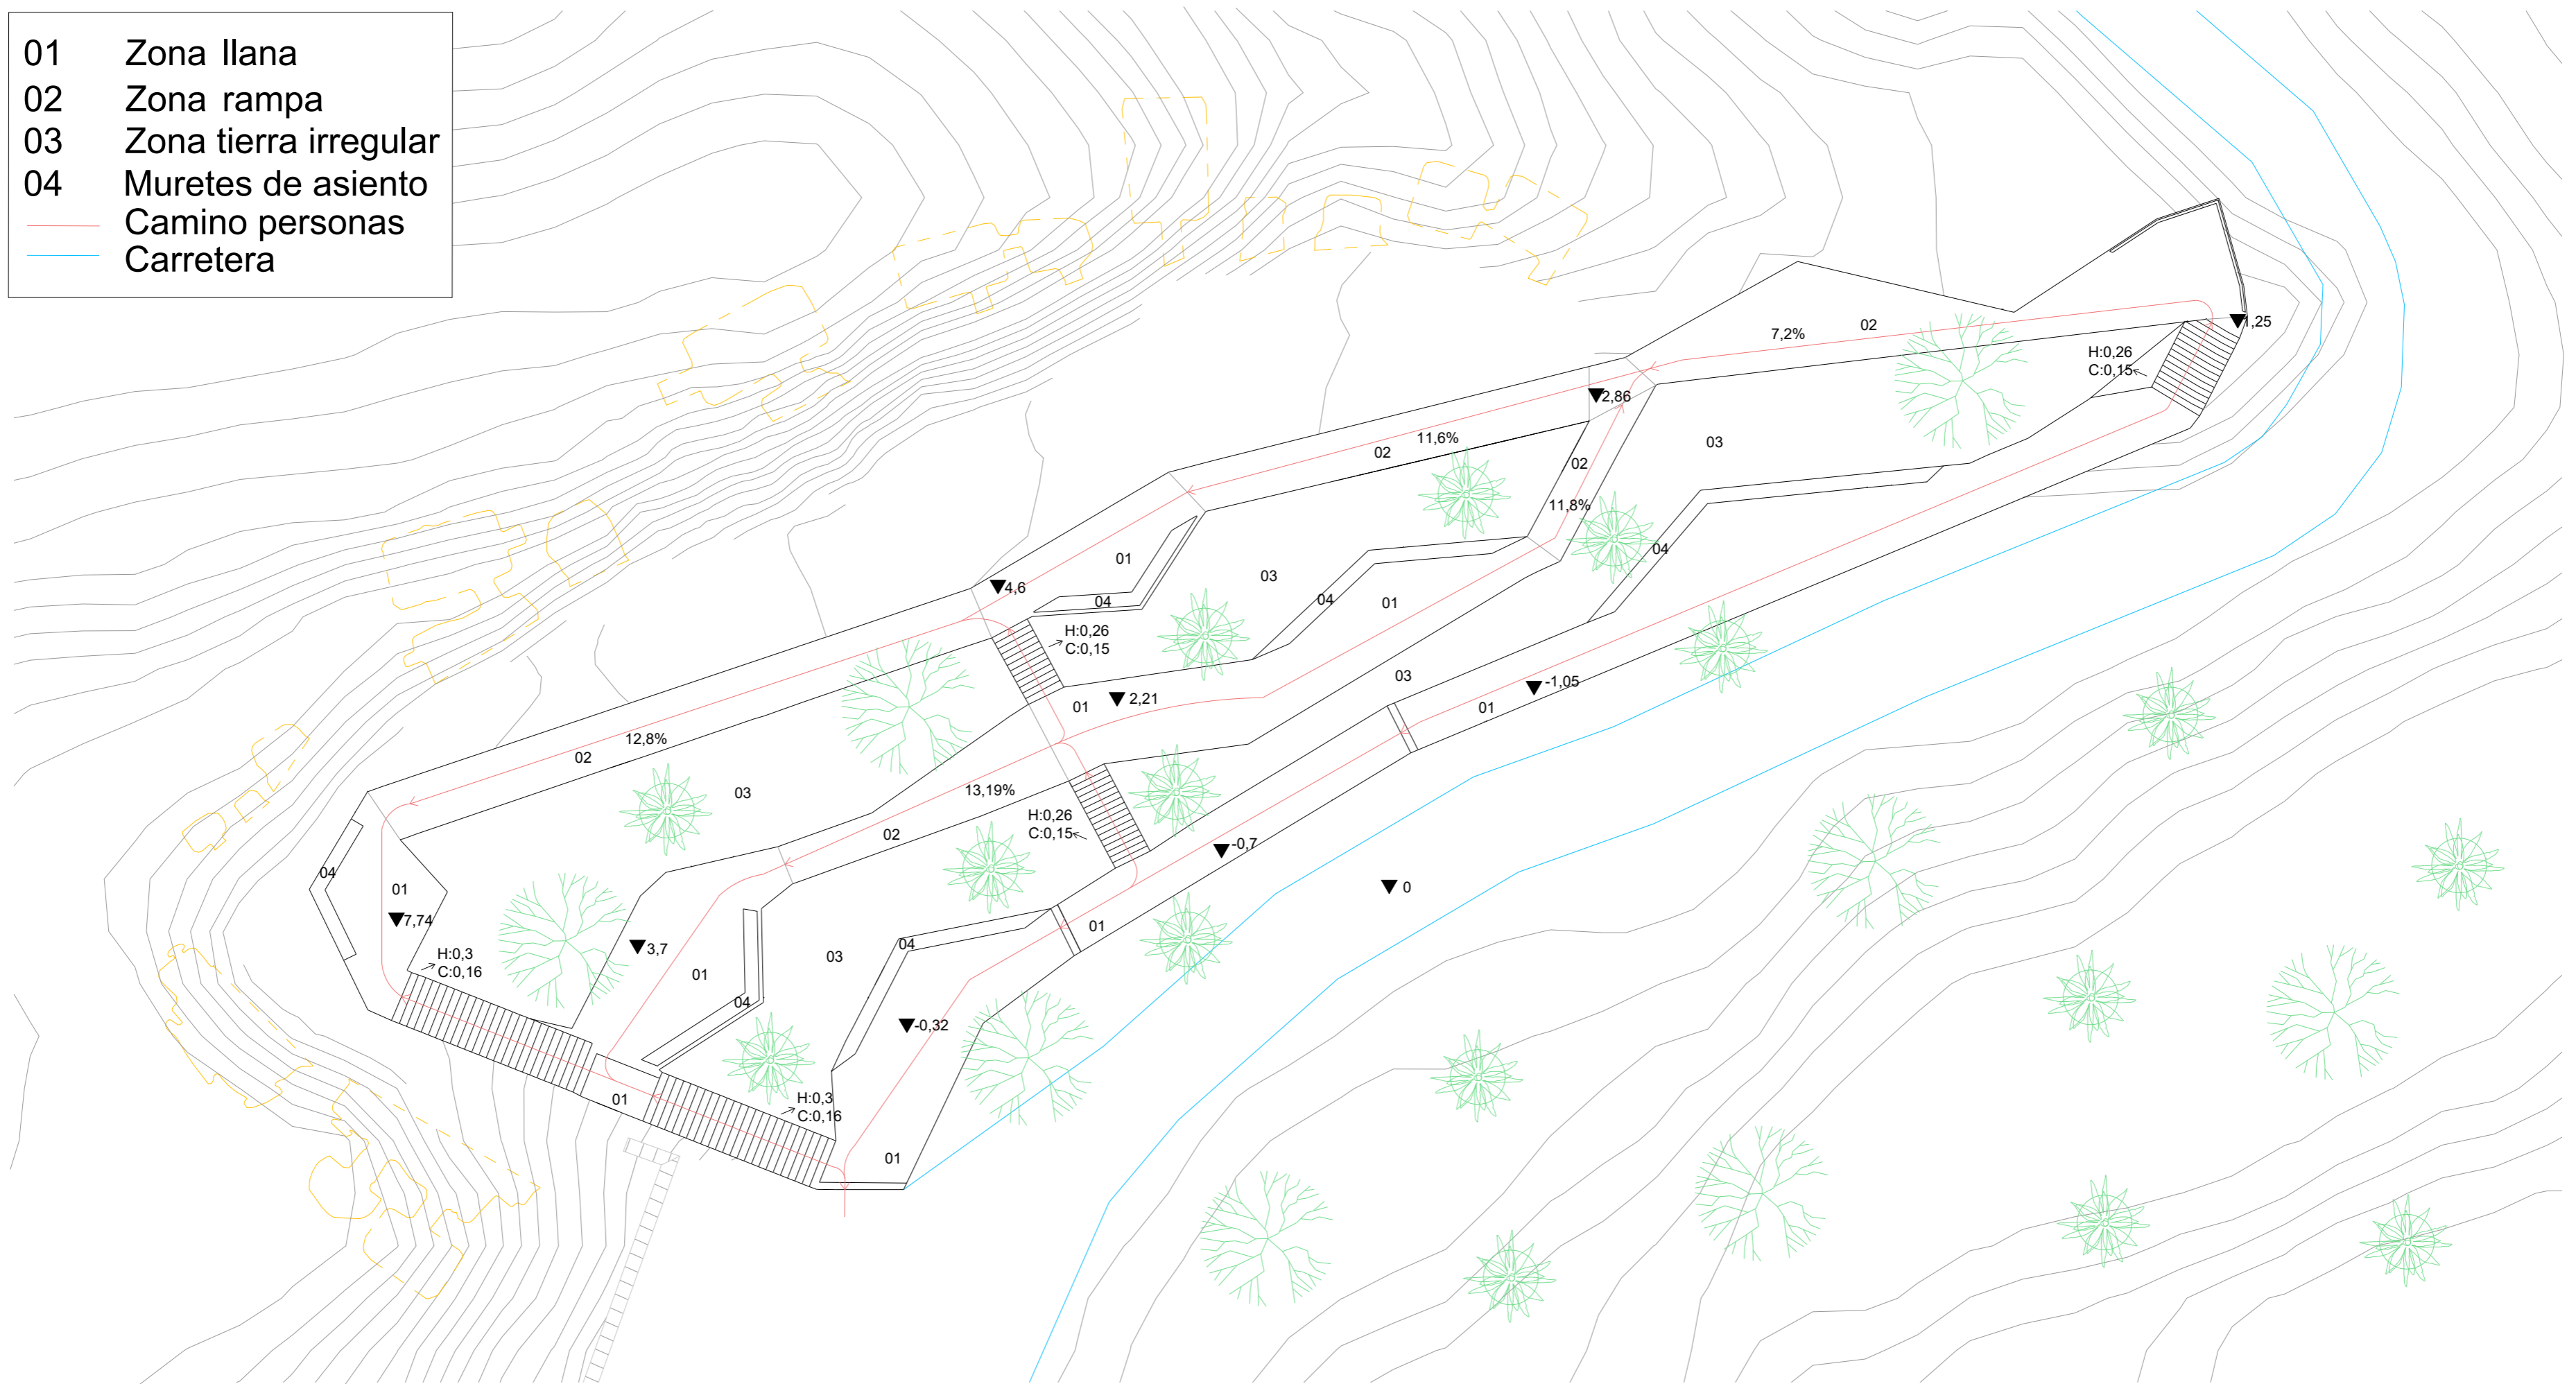 01 Zona llana
02 Zona rampa
03 Zona tierra irregular
04 Muretes de asiento
Camino personas
Carretera
1,25
7,2%
02
H:0,26
C:0,15
2,86
11,6%
02
03
02
11,8%
01
04
03
4,6
04
04
01
H:0,26
C:0,15
03
-1,05
01
2,21
01
12,8%
02
03
13,19%
H:0,26
C:0,15
02
-0,7
04
01
0
7,74
01
04
03
3,7
H:0,3
C:0,16
01
04
-0,32
H:0,3
C:0,16
01
01